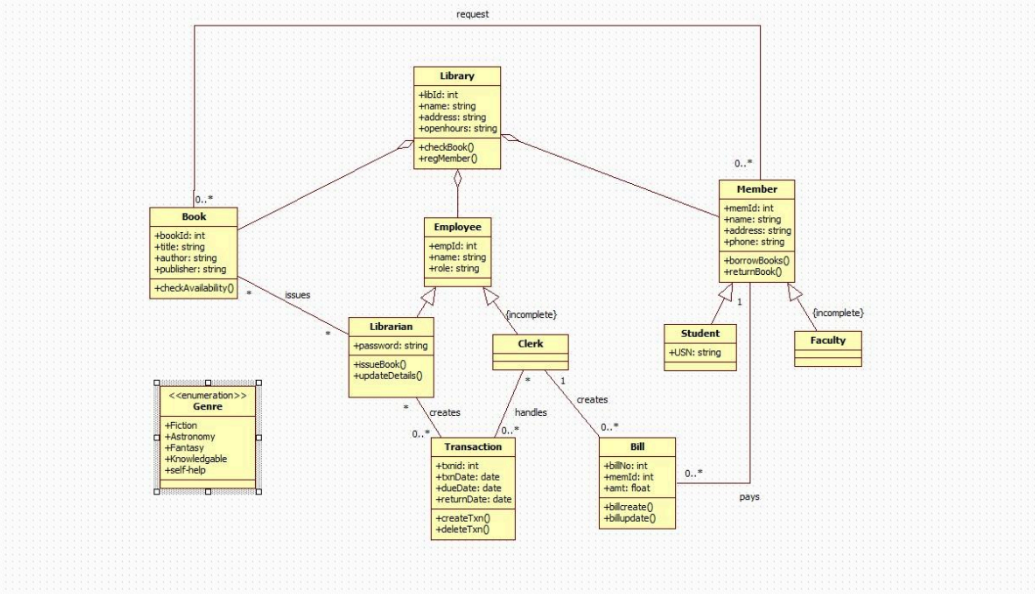 request
Library
+libId: int
+name: string
+address: string
+openhours: string
+checkBook()
+regMember()
0..*
0..*
Book
+bookId: int
+title: string
+author: string
+publisher: string
+checkAvailability()
Employee
+empId: int
+name: string
+role: string
Member
+memId: int
+name: string
+address: string
+phone: string
+borrowBooks()
+returnBook()
*
issues
*
1
{incomplete}
{incomplete}
Librarian
+password: string
+issueBook()
+updateDetails()
Clerk
Student
+USN: string
Faculty
<<enumeration>>
Genre
+Fiction
+Astronomy
+Fantasy
+Knowledgable
+self-help
*
creates
0..*
*
handles
0..*
1
creates
0..*
Transaction
+txnid: int
+txnDate: date
+dueDate: date
+returnDate: date
+createTxn()
+deleteTxn()
Bill
+billNo: int
+memId: int
+amt: float
+billcreate()
+billupdate()
0..*
pays